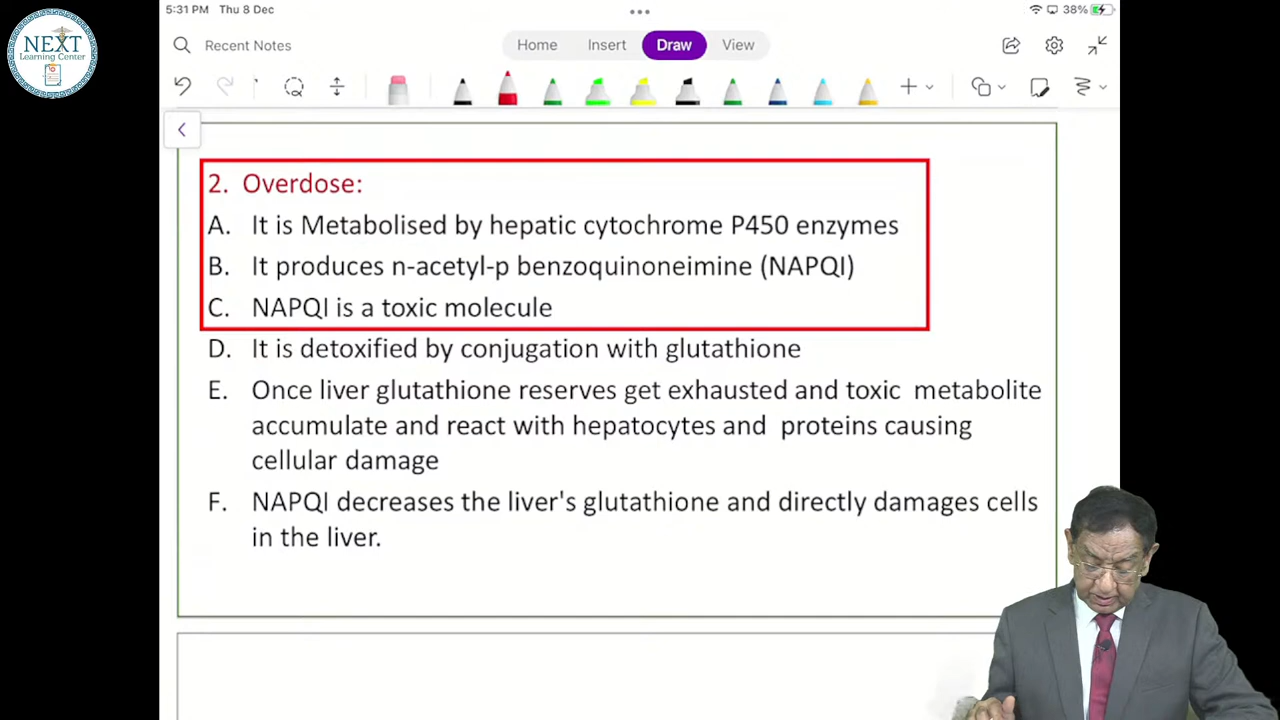 5:31 PM Thu 8 Dec
38%
NEXT
Learning Center
Recent Notes
Home Insert Draw View
2. Overdose:
A. It is Metabolised by hepatic cytochrome P450 enzymes
B. It produces n-acetyl-p benzoquinoneimine (NAPQI)
C. NAPQI is a toxic molecule
D. It is detoxified by conjugation with glutathione
E. Once liver glutathione reserves get exhausted and toxic metabolite
accumulate and react with hepatocytes and proteins causing
cellular damage
F. NAPQI decreases the liver's glutathione and directly damages cells
in the liver.